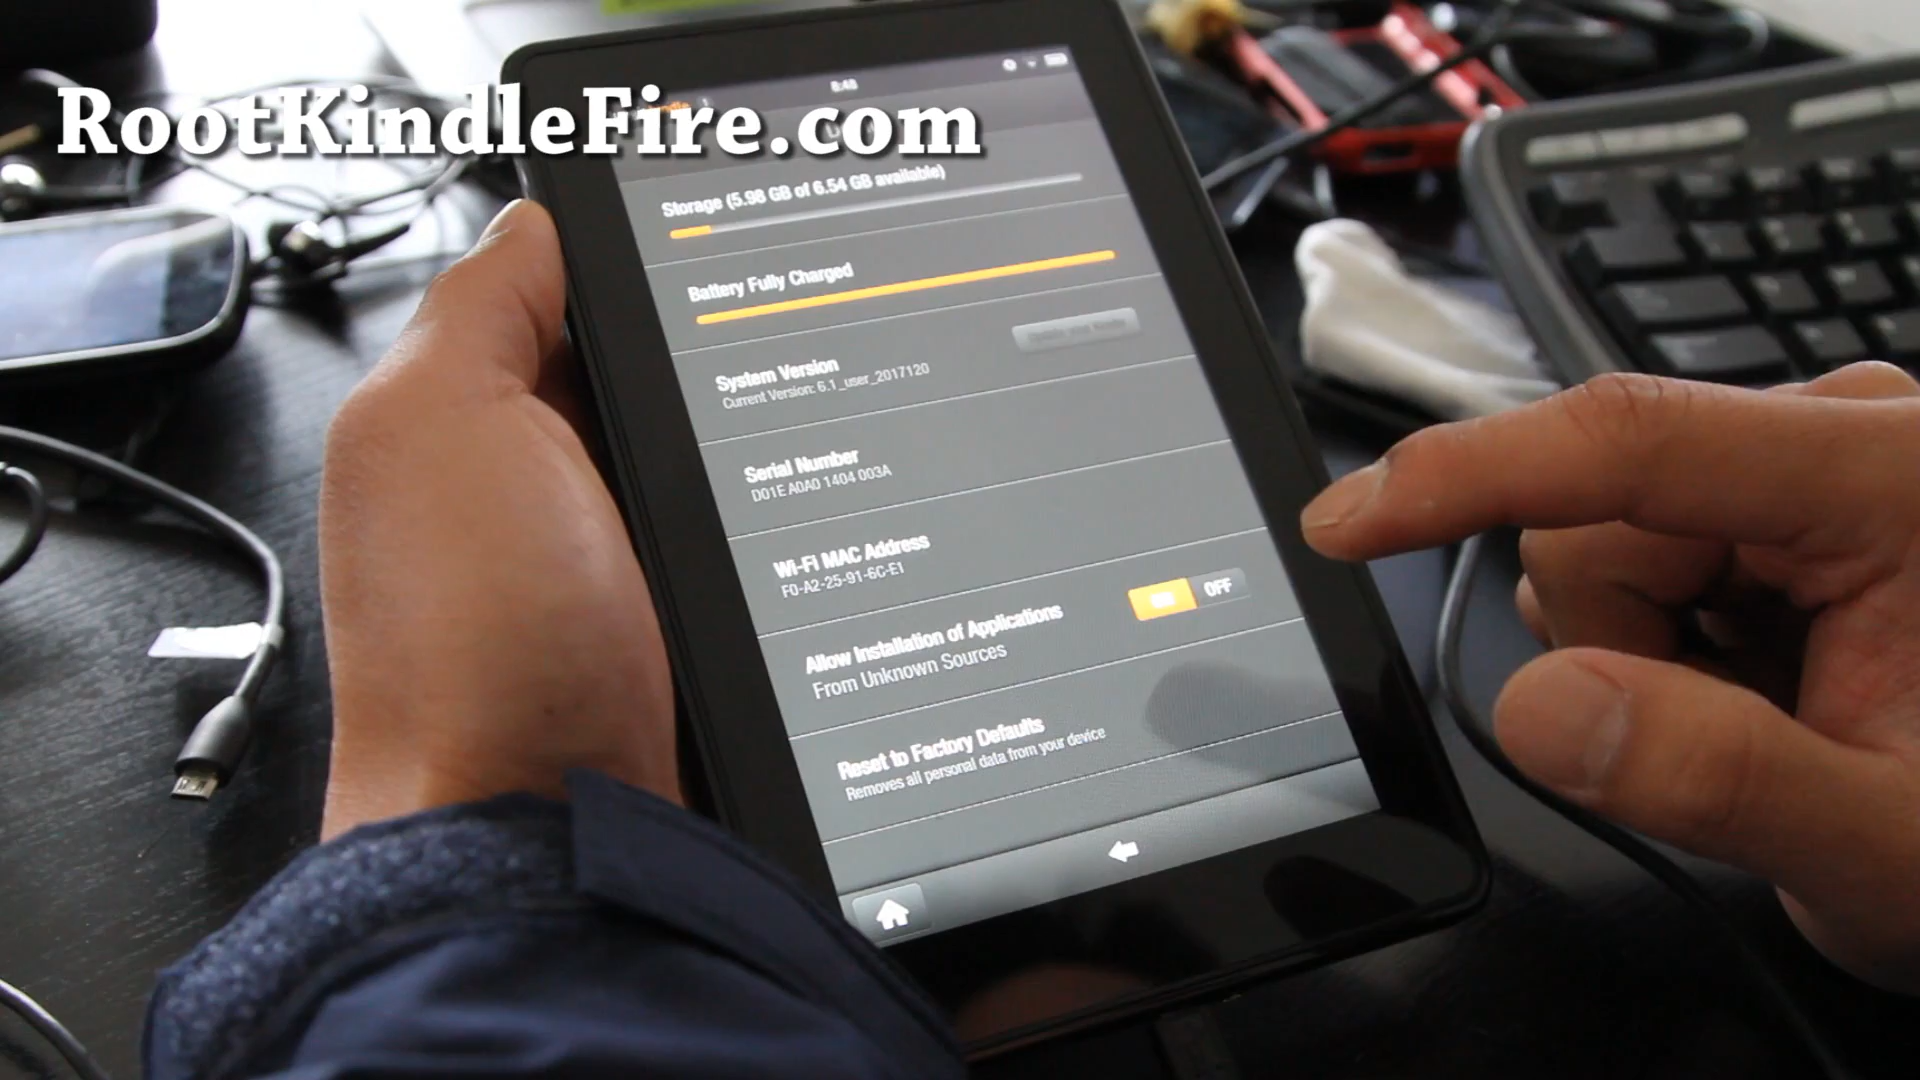 RootKindleFire.com
8:48
Storage (5.98 GB of 6.54 GB available)
Battery Fully Charged
System Version
Current Version: 6.1_user_2017120
Serial Number
D01E A0A0 1404 003A
Wi-Fi MAC Address
F0-A2-25-91-6C-E1
Allow Installation of Applications
From Unknown Sources
ON OFF
Reset to Factory Defaults
Removes all personal data from your device